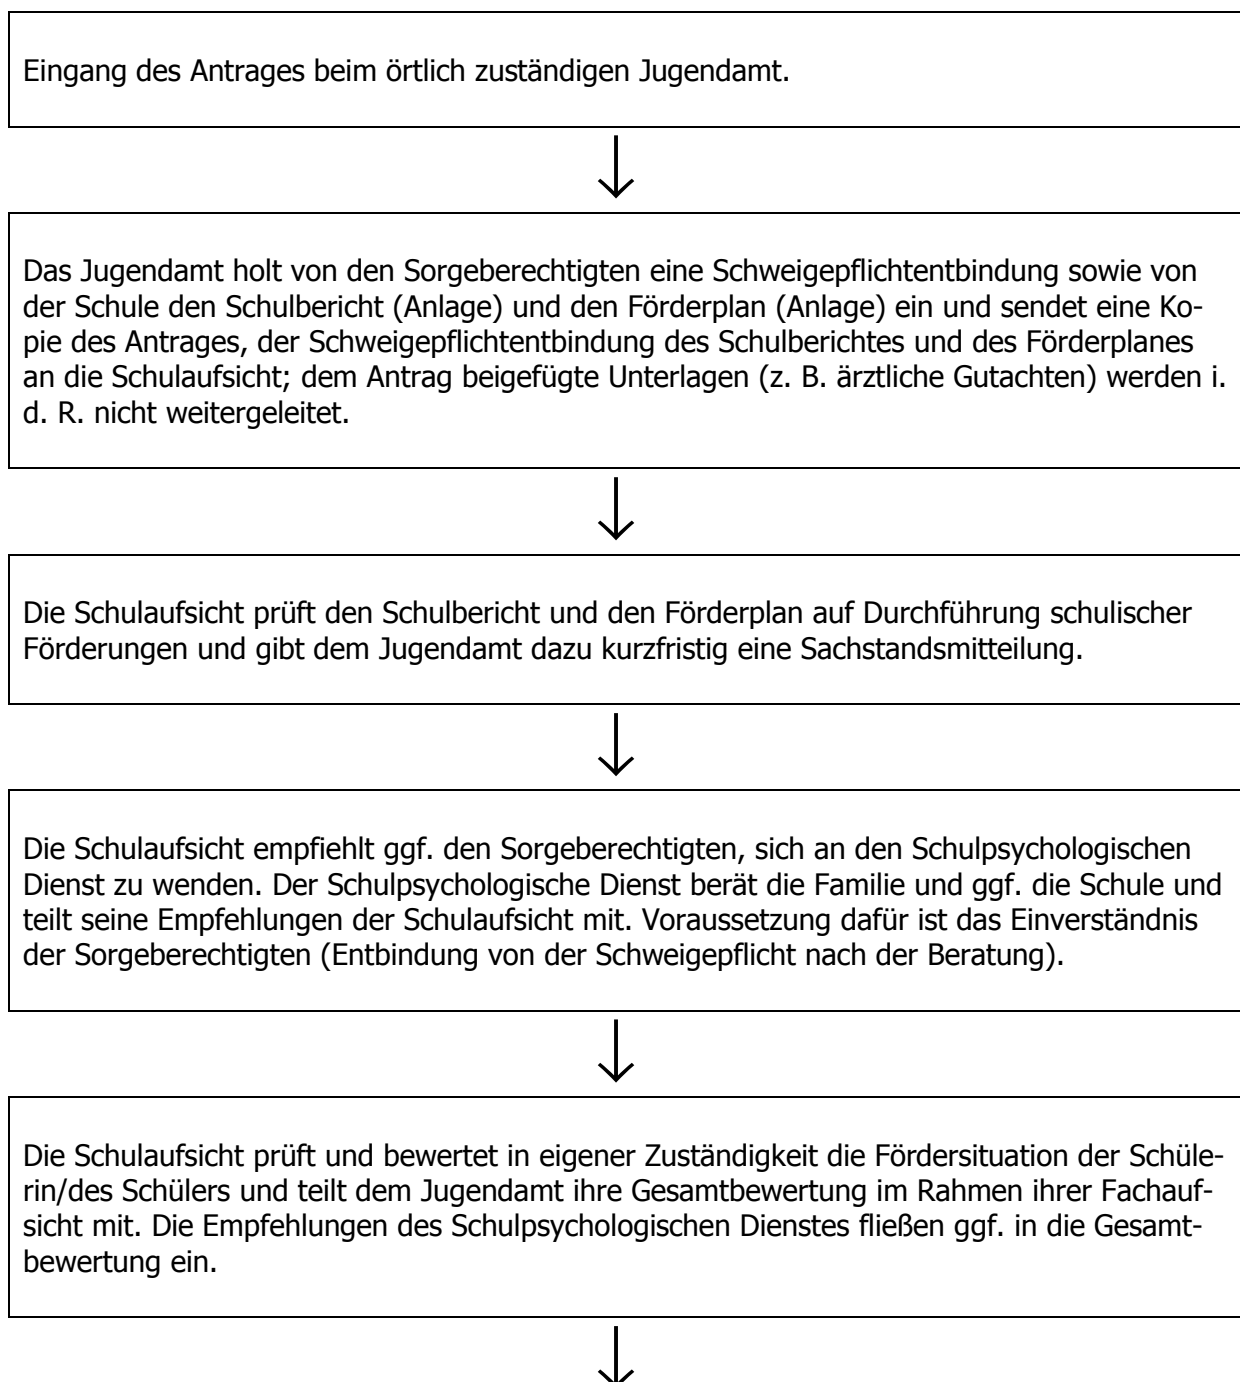 Eingang des Antrages beim örtlich zuständigen Jugendamt.
Das Jugendamt holt von den Sorgeberechtigten eine Schweigepflichtentbindung sowie von
der Schule den Schulbericht (Anlage) und den Förderplan (Anlage) ein und sendet eine Ko-
pie des Antrages, der Schweigepflichtentbindung des Schulberichtes und des Förderplanes
an die Schulaufsicht; dem Antrag beigefügte Unterlagen (z. B. ärztliche Gutachten) werden i.
d. R. nicht weitergeleitet.
Die Schulaufsicht prüft den Schulbericht und den Förderplan auf Durchführung schulischer
Förderungen und gibt dem Jugendamt dazu kurzfristig eine Sachstandsmitteilung.
Die Schulaufsicht empfiehlt ggf. den Sorgeberechtigten, sich an den Schulpsychologischen
Dienst zu wenden. Der Schulpsychologische Dienst berät die Familie und ggf. die Schule und
teilt seine Empfehlungen der Schulaufsicht mit. Voraussetzung dafür ist das Einverständnis
der Sorgeberechtigten (Entbindung von der Schweigepflicht nach der Beratung).
Die Schulaufsicht prüft und bewertet in eigener Zuständigkeit die Fördersituation der Schüle-
rin/des Schülers und teilt dem Jugendamt ihre Gesamtbewertung im Rahmen ihrer Fachauf-
sicht mit. Die Empfehlungen des Schulpsychologischen Dienstes fließen ggf. in die Gesamt-
bewertung ein.